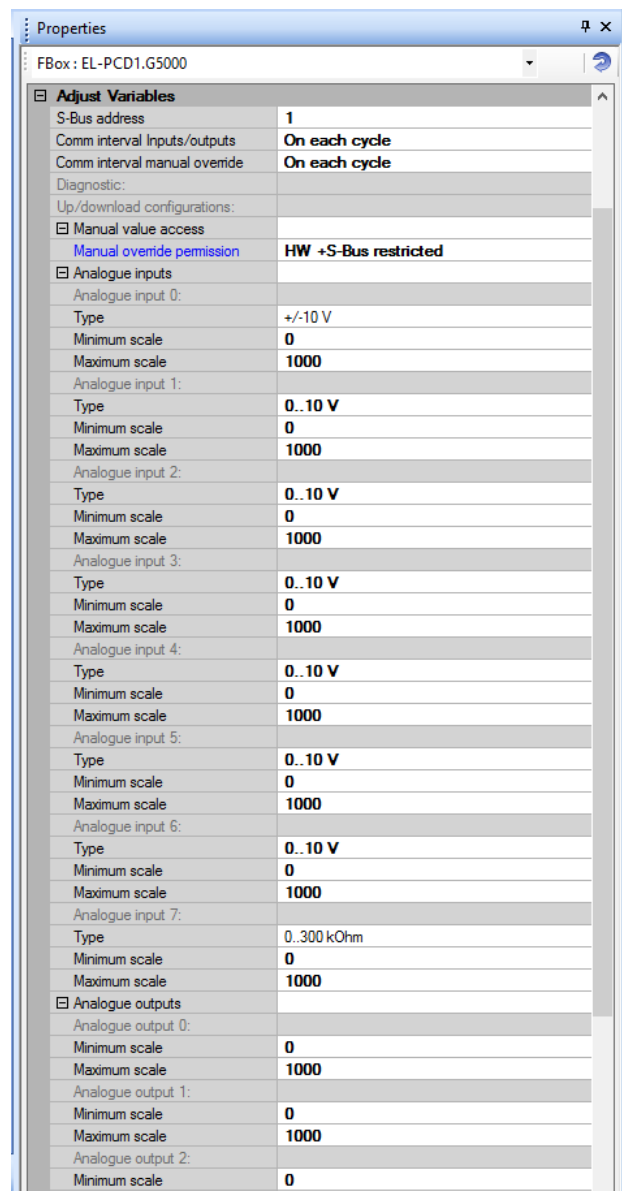 Properties
FBox : EL-PCD1.G5000
Adjust Variables
S-Bus address 1
Comm interval Inputs/outputs On each cycle
Comm interval manual override On each cycle
Diagnostic:
Up/download configurations:
Manual value access
Manual override permission HW +S-Bus restricted
Analogue inputs
Analogue input 0:
Type +/-10 V
Minimum scale 0
Maximum scale 1000
Analogue input 1:
Type 0..10 V
Minimum scale 0
Maximum scale 1000
Analogue input 2:
Type 0..10 V
Minimum scale 0
Maximum scale 1000
Analogue input 3:
Type 0..10 V
Minimum scale 0
Maximum scale 1000
Analogue input 4:
Type 0..10 V
Minimum scale 0
Maximum scale 1000
Analogue input 5:
Type 0..10 V
Minimum scale 0
Maximum scale 1000
Analogue input 6:
Type 0..10 V
Minimum scale 0
Maximum scale 1000
Analogue input 7:
Type 0..300 kOhm
Minimum scale 0
Maximum scale 1000
Analogue outputs
Analogue output 0:
Minimum scale 0
Maximum scale 1000
Analogue output 1:
Minimum scale 0
Maximum scale 1000
Analogue output 2:
Minimum scale 0